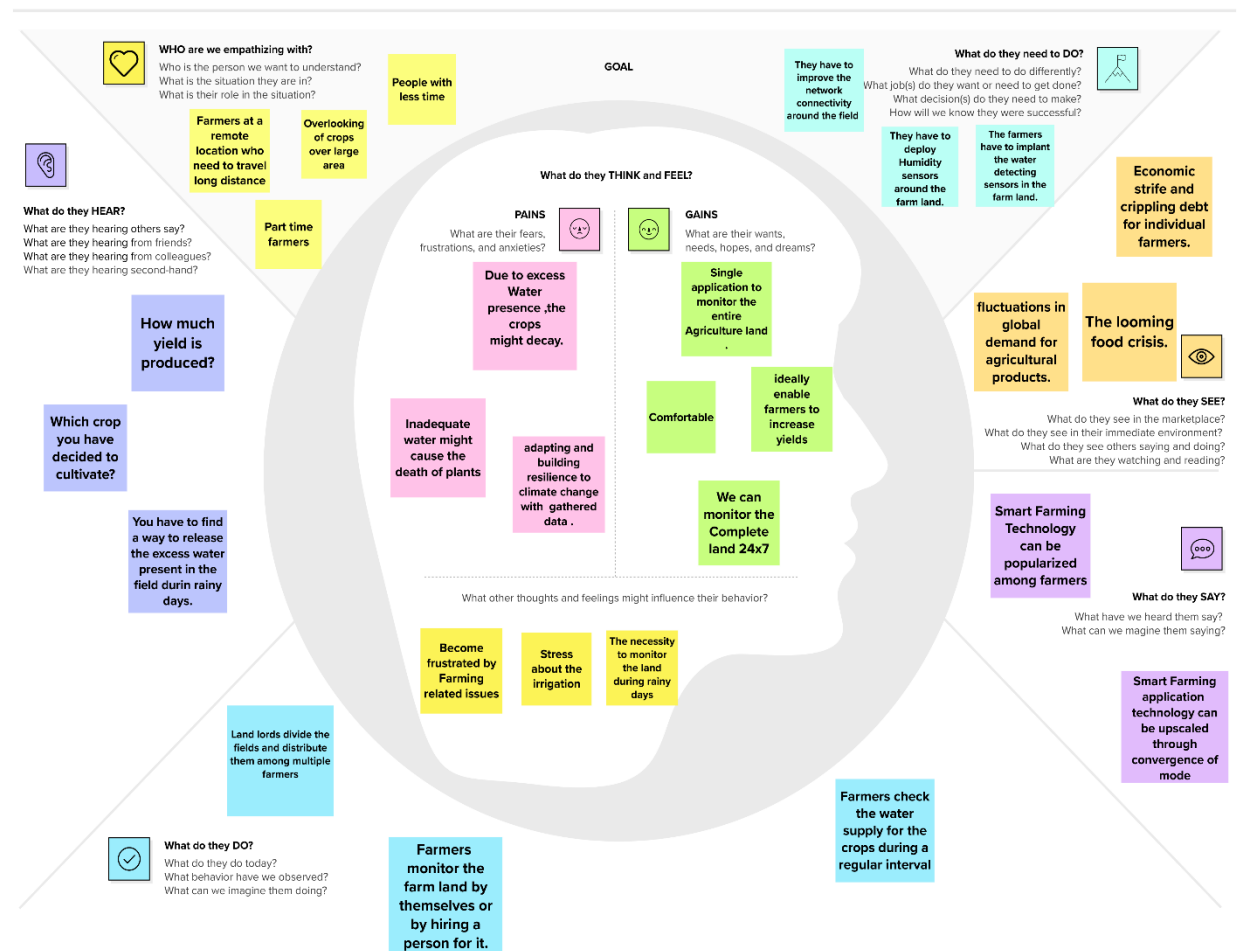 WHO are we empathizing with?
Who is the person we want to understand?
What is the situation they are in?
What is their role in the situation?
People with
less time
Farmers at a
remote
location who
need to travel
long distance
Overlooking
of crops
over large
area
Part time
farmers
GOAL
They have to
improve the
network
connectivity
around the field
What do they need to DO?
What do they need to do differently?
What job(s) do they want or need to get done?
What decision(s) do they need to make?
How will we know they were successful?
They have to
deploy
Humidity
sensors
around the
farm land.
The farmers
have to implant
the water
detecting
sensors in the
farm land.
What do they HEAR?
What are they hearing others say?
What are they hearing from friends?
What are they hearing from colleagues?
What are they hearing second-hand?
How much
yield is
produced?
Which crop
you have
decided to
cultivate?
You have to find
a way to release
the excess water
present in the
field durin rainy
days.
What do they THINK and FEEL?
PAINS
What are their fears,
frustrations, and anxieties?
Due to excess
Water
presence ,the
crops
might decay.
Inadequate
water might
cause the
death of plants
adapting and
building
resilience to
climate change
with gathered
data .
GAINS
What are their wants,
needs, hopes, and dreams?
Single
application to
monitor the
entire
Agriculture land
.
Comfortable
ideally
enable
farmers to
increase
yields
We can
monitor the
Complete
land 24x7
What other thoughts and feelings might influence their behavior?
Become
frustrated by
Farming
related issues
Stress
about the
irrigation
The necessity
to monitor
the land
during rainy
days
Economic
strife and
crippling debt
for individual
farmers.
fluctuations in
global
demand for
agricultural
products.
The looming
food crisis.
What do they SEE?
What do they see in the marketplace?
What do they see in their immediate environment?
What do they see others saying and doing?
What are they watching and reading?
Smart Farming
Technology
can be
popularized
among farmers
What do they SAY?
What have we heard them say?
What can we magine them saying?
Smart Farming
application
technology can
be upscaled
through
convergence of
mode
Land lords divide the
fields and distribute
them among multiple
farmers
What do they DO?
What do they do today?
What behavior have we observed?
What can we imagine them doing?
Farmers
monitor the
farm land by
themselves or
by hiring a
person for it.
Farmers check
the water
supply for the
crops during a
regular interval